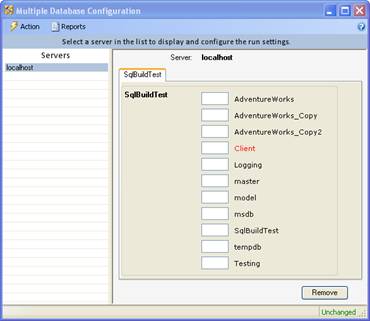 Multiple Database Configuration
Action Reports
Select a server in the list to display and configure the run settings.
Servers
localhost
Server: localhost
SqlBuildTest
SqlBuildTest
AdventureWorks
AdventureWorks_Copy
AdventureWorks_Copy2
Client
Logging
master
model
msdb
SqlBuildTest
tempdb
Testing
Remove
Unchanged